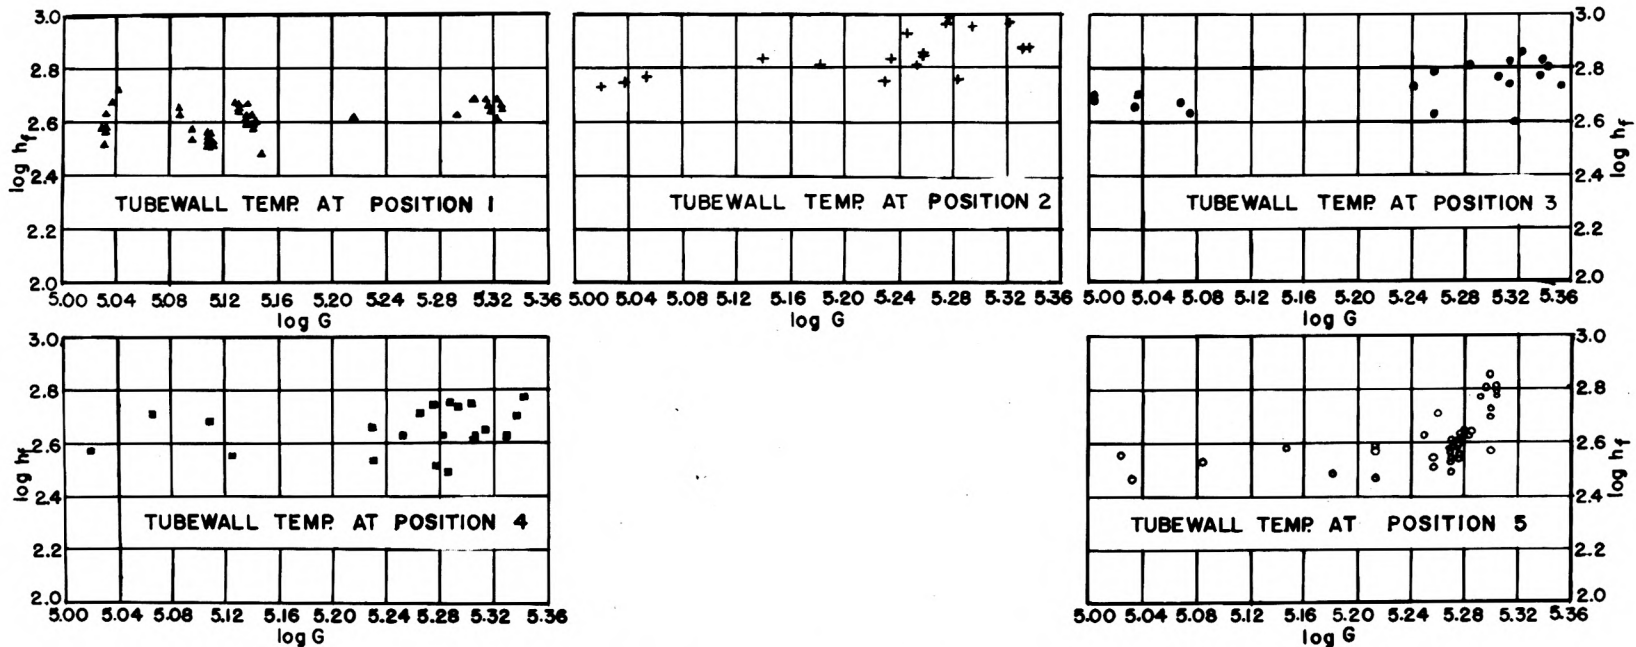 3.0
2.8
2.6
2.4
2.2
2.0
log hf
TUBEWALL TEMP. AT POSITION 1
5.00 5.04 5.08 5.12 5.16 5.20 5.24 5.28 5.32 5.36
log G
TUBEWALL TEMP. AT POSITION 2
5.00 5.04 5.08 5.12 5.16 5.20 5.24 5.28 5.32 5.36
log G
TUBEWALL TEMP. AT POSITION 3
3.0
2.8
2.6
2.4
2.2
2.0
log hf
5.00 5.04 5.08 5.12 5.16 5.20 5.24 5.28 5.32 5.36
log G
3.0
2.8
2.6
2.4
2.2
2.0
log hf
TUBEWALL TEMP. AT POSITION 4
5.00 5.04 5.08 5.12 5.16 5.20 5.24 5.28 5.32 5.36
log G
TUBEWALL TEMP. AT POSITION 5
3.0
2.8
2.6
2.4
2.2
2.0
log hf
5.00 5.04 5.08 5.12 5.16 5.20 5.24 5.28 5.32 5.36
log G